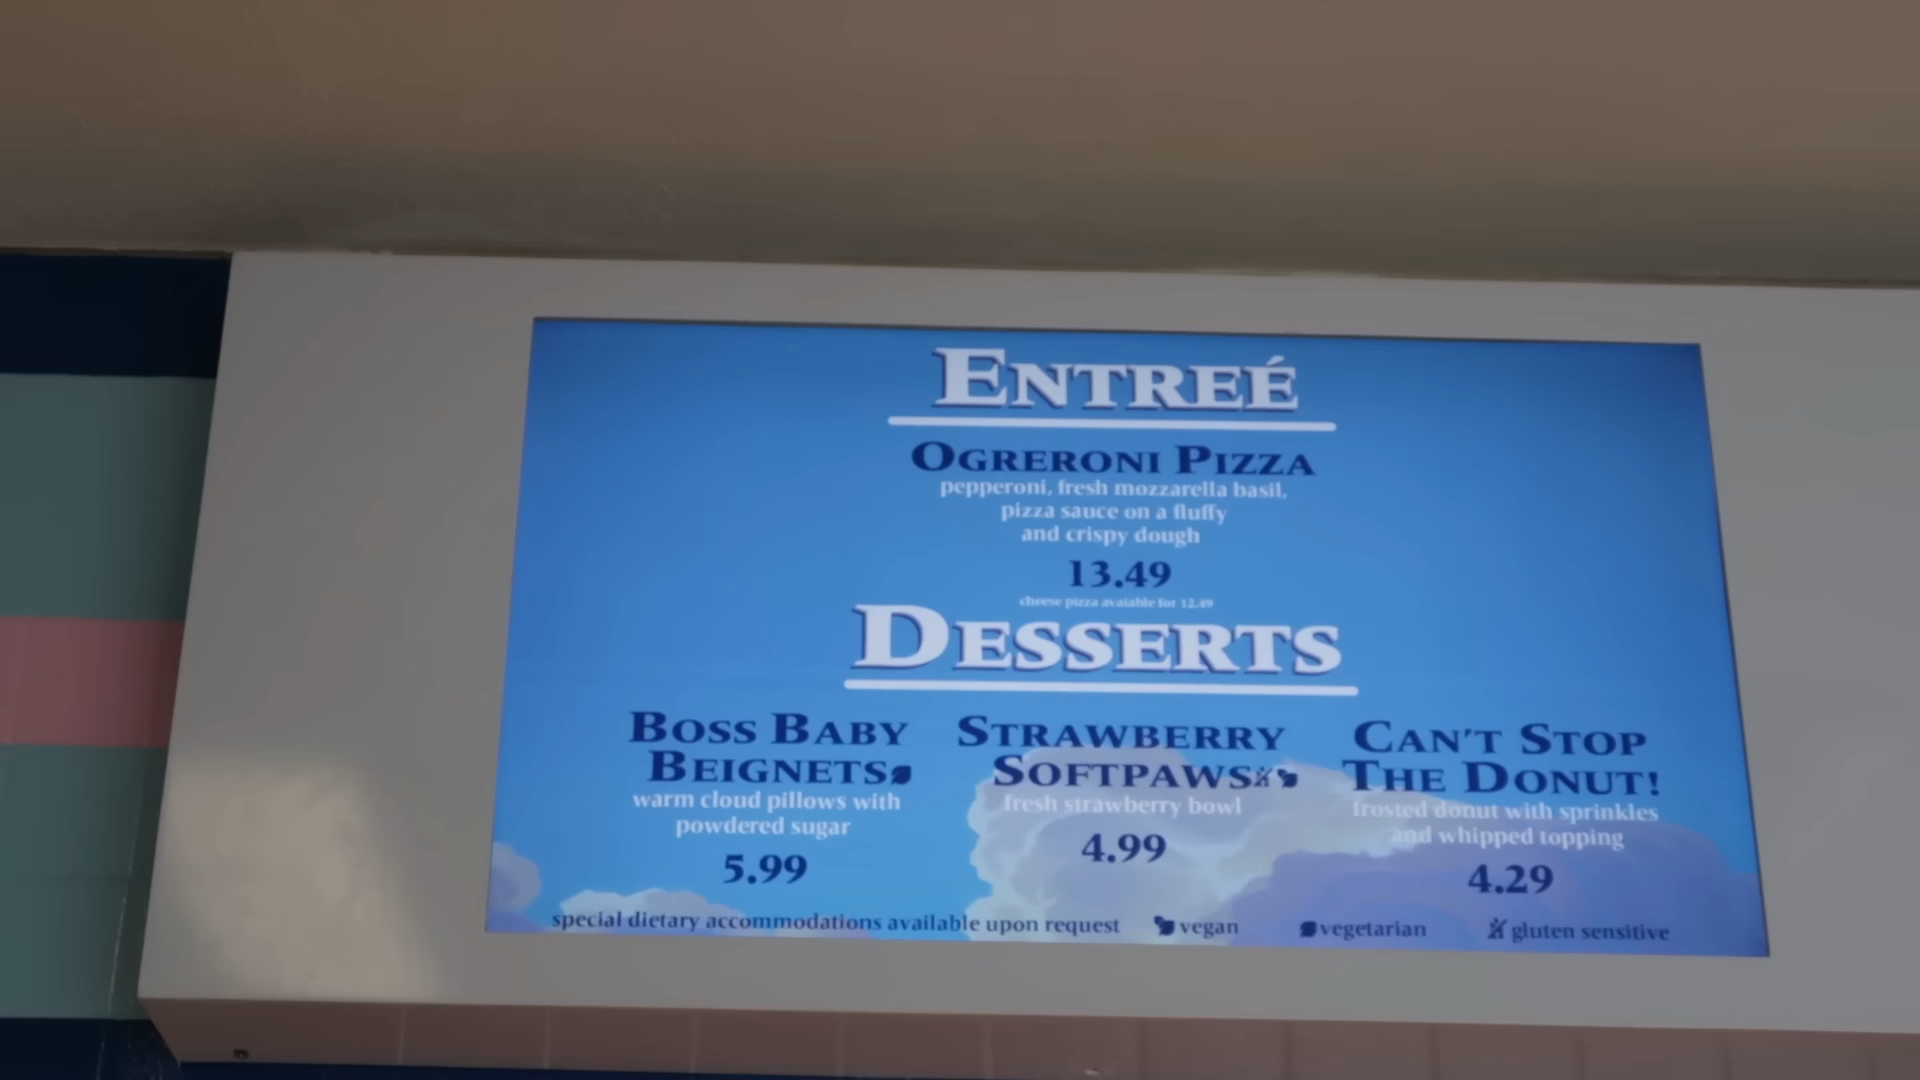 ENTREÉ
OGRERONI PIZZA
pepperoni, fresh mozzarella basil,
pizza sauce on a fluffy
and crispy dough
13.49
cheese pizza avaiable for 12.49
DESSERTS
BOSS BABY
BEIGNETS
warm cloud pillows with
powdered sugar
5.99
STRAWBERRY
SOFTPAWS
fresh strawberry bowl
4.99
CAN'T STOP
THE DONUT!
frosted donut with sprinkles
and whipped topping
4.29
special dietary accommodations available upon request vegan vegetarian gluten sensitive